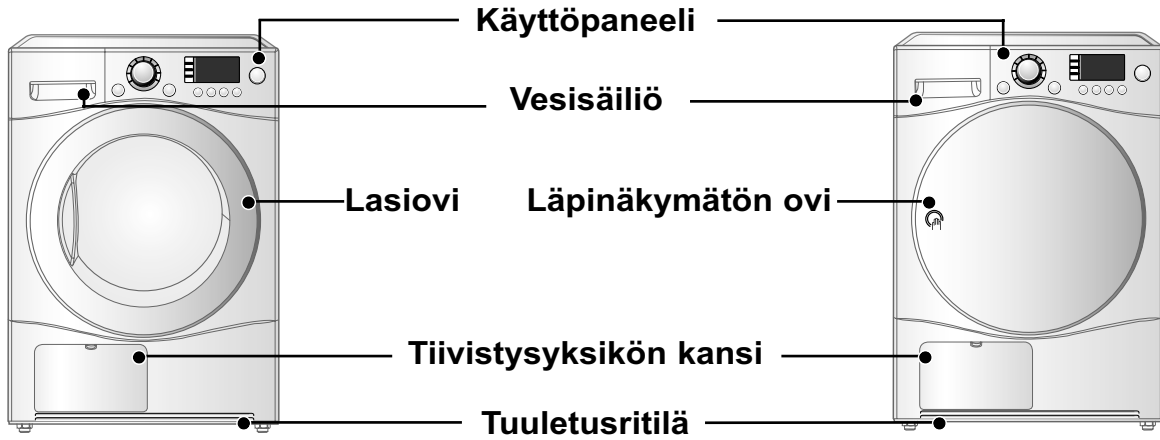 Käyttöpaneeli
Vesisäiliö
Lasiovi
Läpinäkymätön ovi
Tiivistysyksikön kansi
Tuuletusritilä